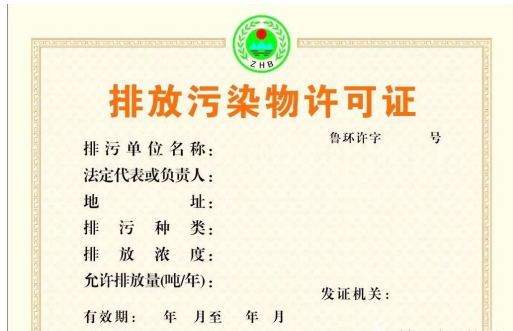 ZHB
排放污染物许可证
鲁环许字 号
排污单位名称：
法定代表或负责人：
地 址：
排 污 种 类：
排 放 浓 度：
允许排放量(吨/年)：
发证机关：
有效期： 年 月至 年 月